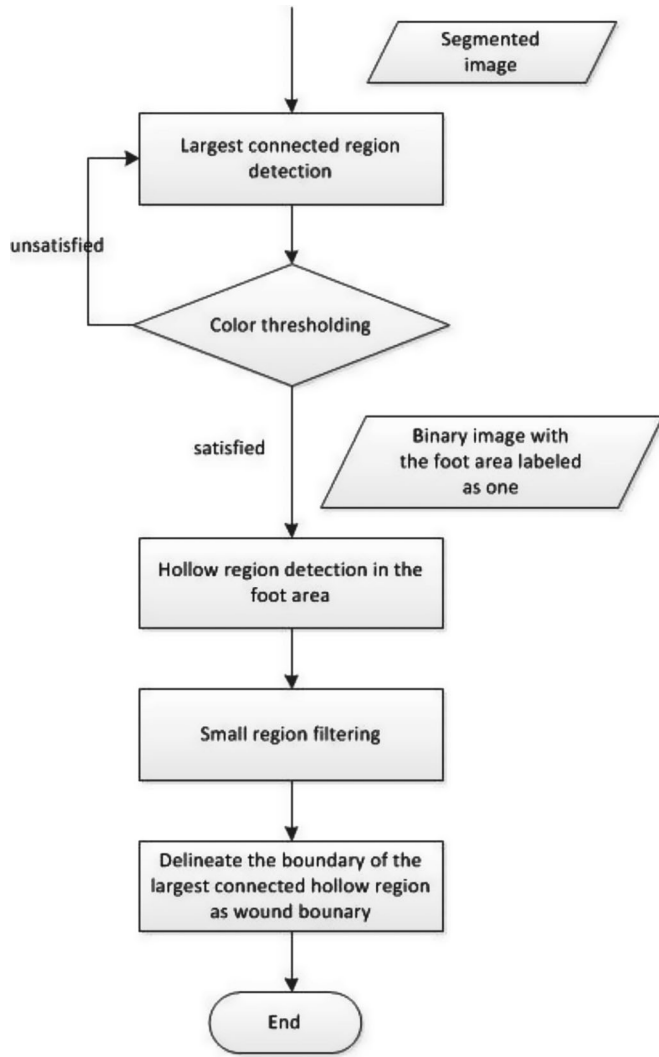 Segmented
image
Largest connected region
detection
unsatisfied
Color thresholding
satisfied
Binary image with
the foot area labeled
as one
Hollow region detection in the
foot area
Small region filtering
Delineate the boundary of the
largest connected hollow region
as wound bounary
End